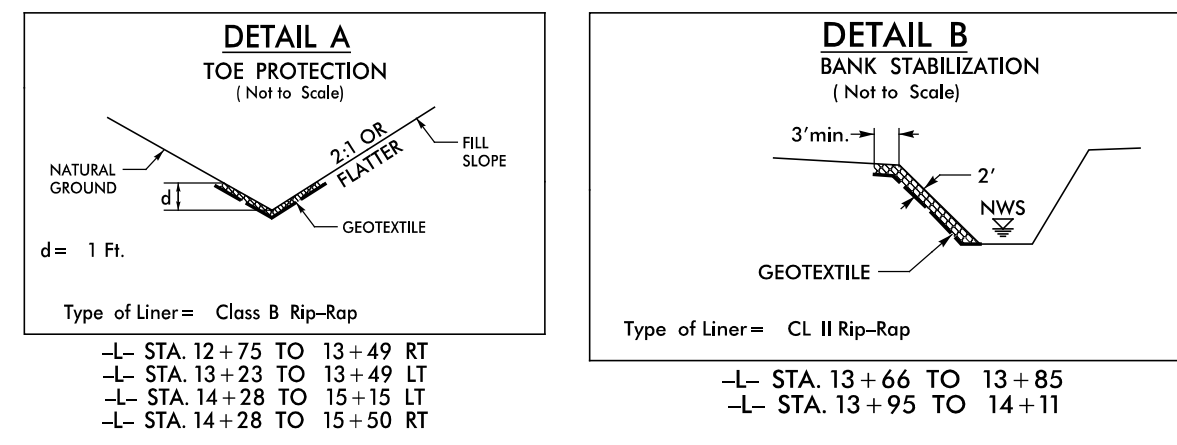 DETAIL A
TOE PROTECTION
( Not to Scale)
NATURAL
GROUND
d
2:1 OR
FLATTER
FILL
SLOPE
GEOTEXTILE
d= 1 Ft.
Type of Liner= Class B Rip-Rap
-L- STA. 12+75 TO 13+49 RT
-L- STA. 13+23 TO 13+49 LT
-L- STA. 14+28 TO 15+15 LT
-L- STA. 14+28 TO 15+50 RT
DETAIL B
BANK STABILIZATION
( Not to Scale)
3'min.
2'
NWS
GEOTEXTILE
Type of Liner= CL II Rip-Rap
-L- STA. 13+66 TO 13+85
-L- STA. 13+95 TO 14+11